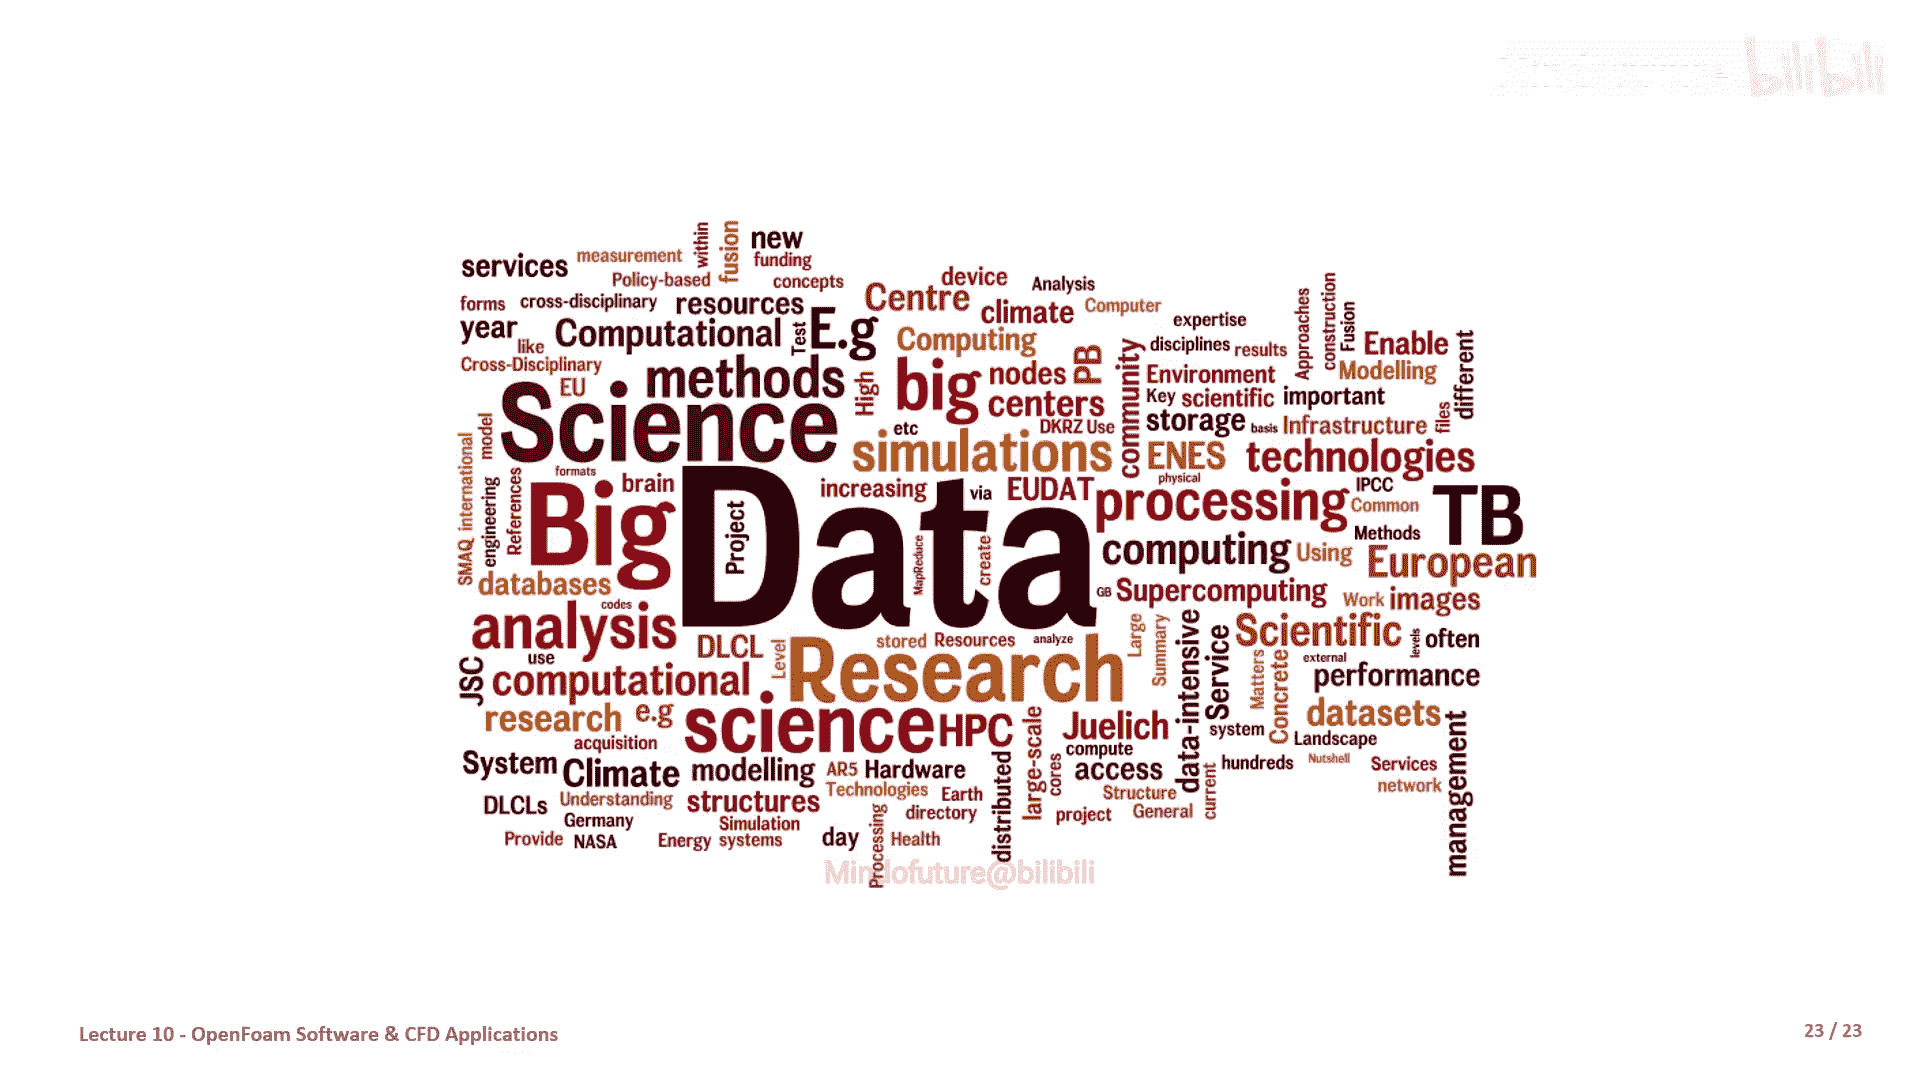 bilibili
within
fusion
new
services
measurement
funding
Policy-based
concepts
device
Analysis
forms
cross-disciplinary
resources
Centre
climate
Computer
year
Computational
Test
E.g
expertise
Approaches
construction
Fusion
like
Computing
community
disciplines
results
Enable
different
Cross-Disciplinary
EU
methods
High
big
nodes
PB
Environment
Modelling
Science
centers
Key
scientific
important
files
model
etc
DKRZ
Use
storage
basis
Infrastructure
SMAQ
international
simulations
ENES
technologies
engineering
References
formats
brain
increasing
via
EUDAT
physical
processing
IPCC
Common
TB
Big
Data
Project
MapReduce
create
computing
Using
Methods
European
databases
codes
GB
Supercomputing
Work
images
analysis
use
DLCL
Level
stored
Resources
analyze
Large
Summary
data-intensive
Service
Scientific
levels
often
JSC
computational
Research
Matters
Concrete
external
performance
research
e.g
science
HPC
large-scale
Juelich
system
datasets
management
acquisition
compute
Landscape
System
Climate
modelling
AR5
Hardware
distributed
cores
access
current
hundreds
Nutshell
Services
DLCLs
Understanding
structures
Technologies
Earth
Structure
network
Germany
Simulation
Processing
directory
project
General
Provide
NASA
Energy
systems
day
Health
Mindofuture@bilibili
Lecture 10 - OpenFoam Software & CFD Applications
23 / 23